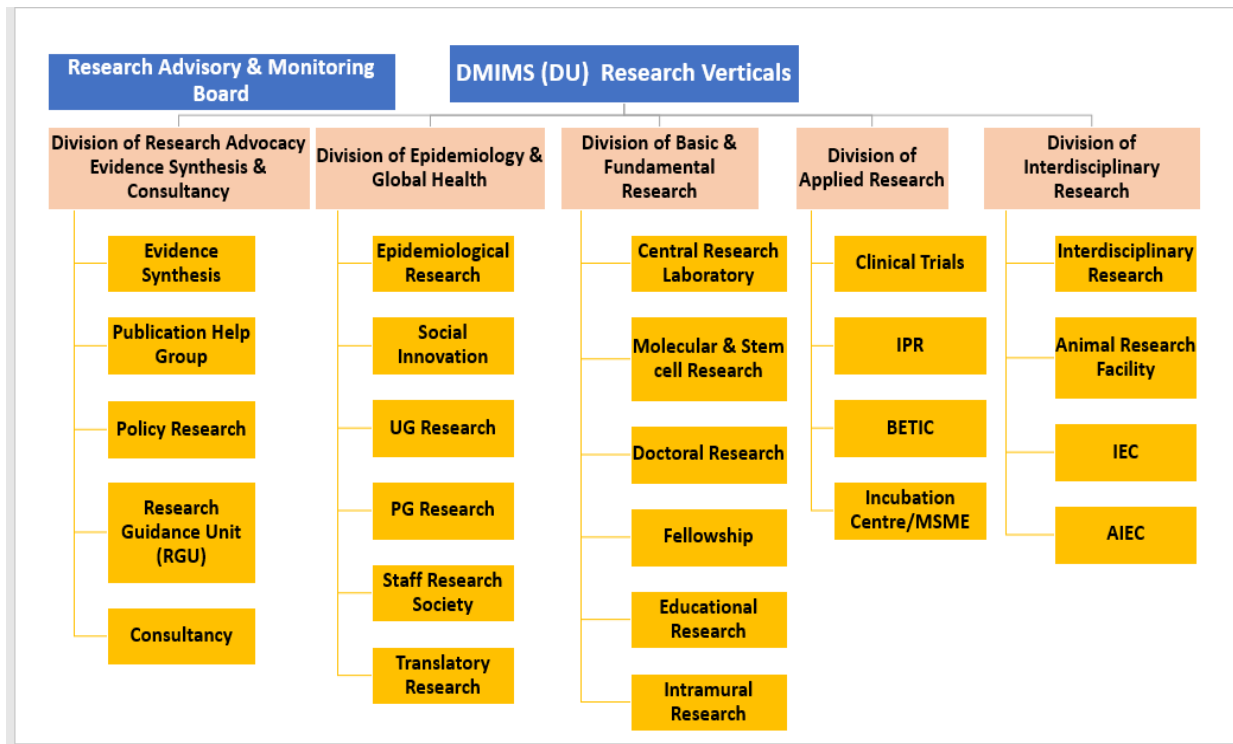 Research Advisory & Monitoring
Board
DMIMS (DU) Research Verticals
Division of Research Advocacy
Evidence Synthesis &
Consultancy
Evidence
Synthesis
Publication Help
Group
Policy Research
Research
Guidance Unit
(RGU)
Consultancy
Division of Epidemiology &
Global Health
Epidemiological
Research
Social
Innovation
UG Research
PG Research
Staff Research
Society
Translatory
Research
Division of Basic &
Fundamental
Research
Central Research
Laboratory
Molecular & Stem
cell Research
Doctoral Research
Fellowship
Educational
Research
Intramural
Research
Division of
Applied Research
Clinical Trials
IPR
BETIC
Incubation
Centre/MSME
Division of
Interdisciplinary
Research
Interdisciplinary
Research
Animal Research
Facility
IEC
AIEC